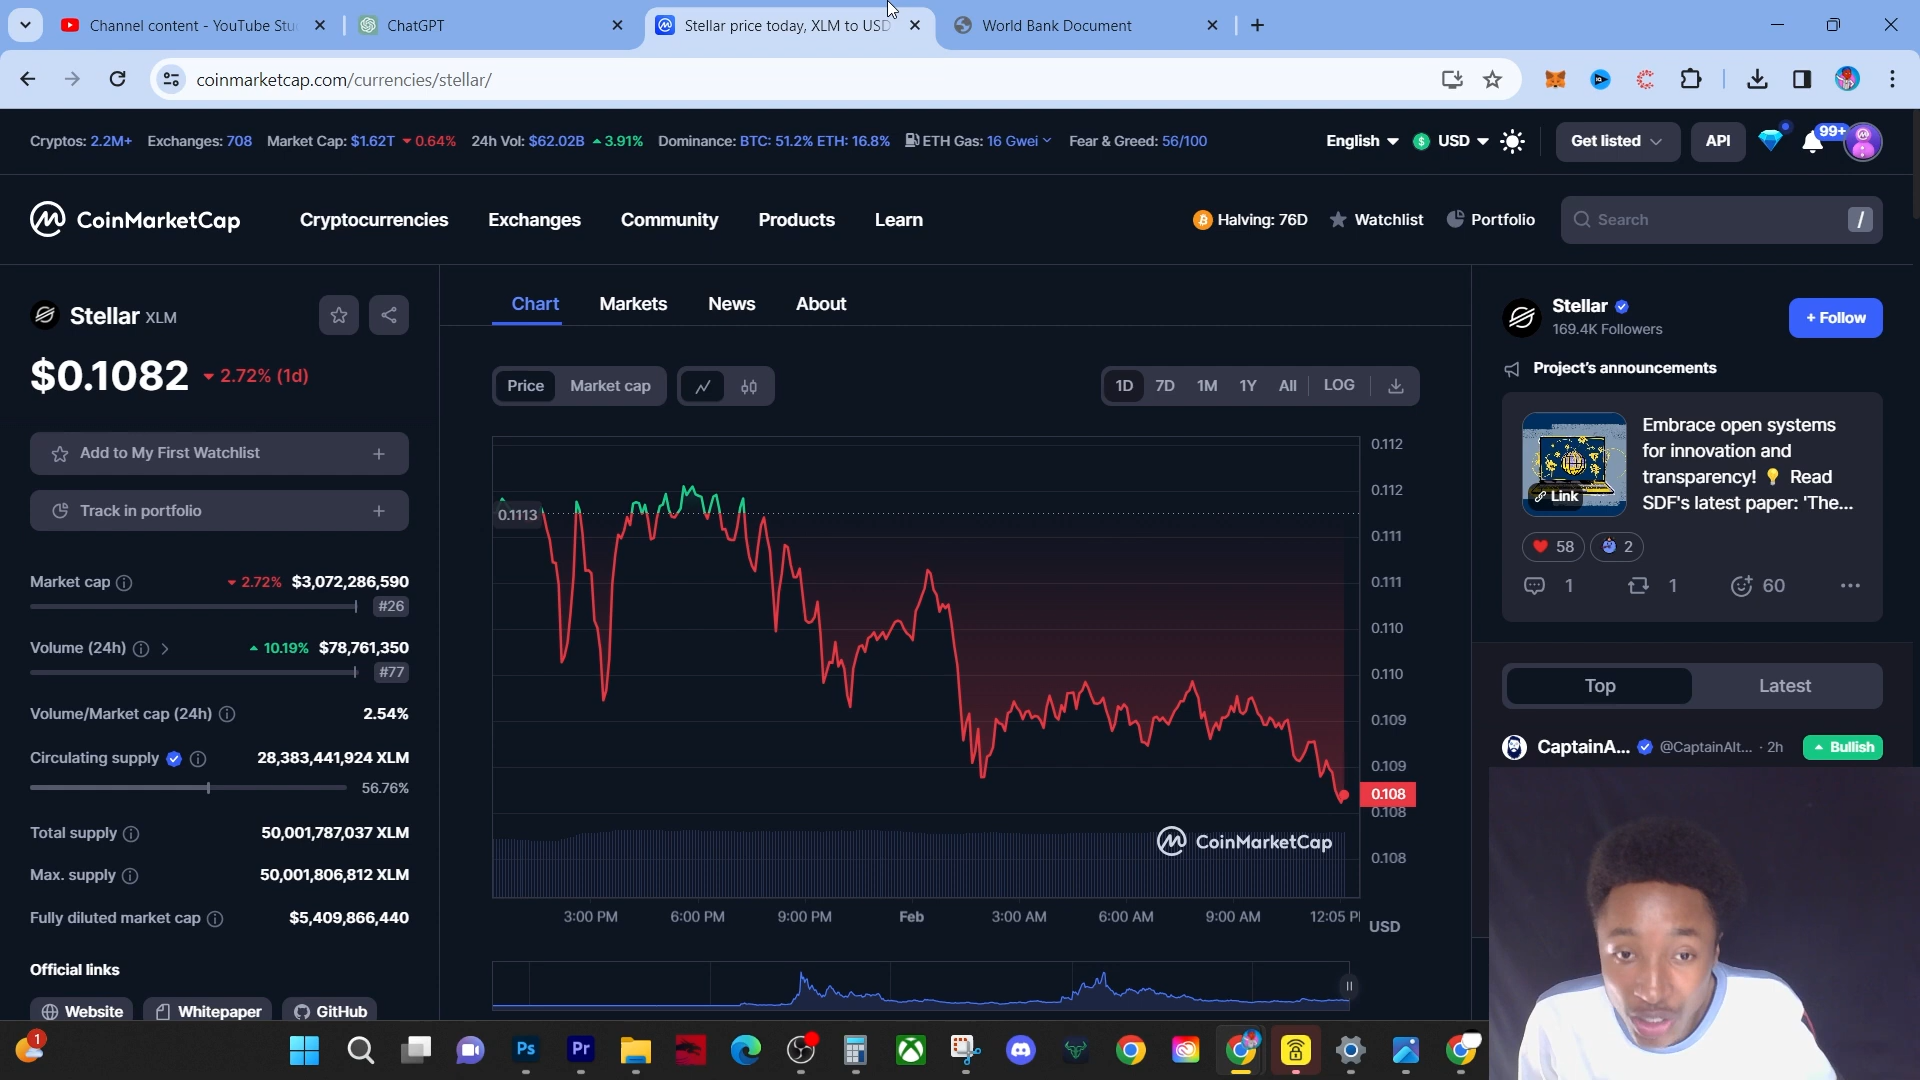 Channel content - YouTube Stu
ChatGPT
Stellar price today, XLM to USD
World Bank Document
coinmarketcap.com/currencies/stellar/
Cryptos: 2.2M+ Exchanges: 708 Market Cap: $1.62T 0.64% 24h Vol: $62.02B 3.91% Dominance: BTC: 51.2% ETH: 16.8% ETH Gas: 16 Gwei Fear & Greed: 56/100
English USD Get listed API 99+
CoinMarketCap Cryptocurrencies Exchanges Community Products Learn
Halving: 76D Watchlist Portfolio Search /
Stellar XLM
$0.1082 2.72% (1d)
Add to My First Watchlist +
Track in portfolio +
Market cap 2.72% $3,072,286,590
#26
Volume (24h) > 10.19% $78,761,350
#77
Volume/Market cap (24h) 2.54%
Circulating supply 28,383,441,924 XLM
56.76%
Total supply 50,001,787,037 XLM
Max. supply 50,001,806,812 XLM
Fully diluted market cap $5,409,866,440
Official links
Website Whitepaper GitHub
Chart Markets News About
Price Market cap
1D 7D 1M 1Y All LOG
0.1113
0.112
0.112
0.111
0.111
0.110
0.110
0.109
0.109
0.108
0.108
0.108
CoinMarketCap
3:00 PM 6:00 PM 9:00 PM Feb 3:00 AM 6:00 AM 9:00 AM 12:05 P
USD
Stellar
169.4K Followers
+ Follow
Project's announcements
Link
Embrace open systems
for innovation and
transparency! 💡 Read
SDF's latest paper: 'The...
58 2
1 1 60
Top Latest
CaptainA... @CaptainAlt... · 2h Bullish
1
Ps
Pr